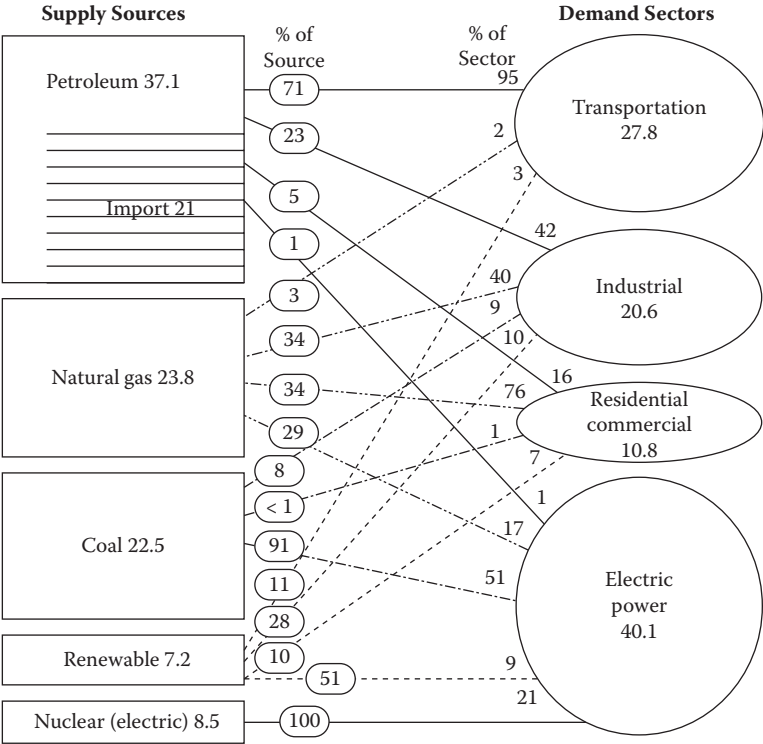 Supply Sources
Demand Sectors
% of
Source
% of
Sector
Petroleum 37.1
Import 21
Natural gas 23.8
Coal 22.5
Renewable 7.2
Nuclear (electric) 8.5
71
23
5
1
3
34
34
29
8
< 1
91
11
28
10
51
100
95
2
3
42
40
9
10
16
76
1
7
1
17
51
9
21
Transportation
27.8
Industrial
20.6
Residential
commercial
10.8
Electric
power
40.1